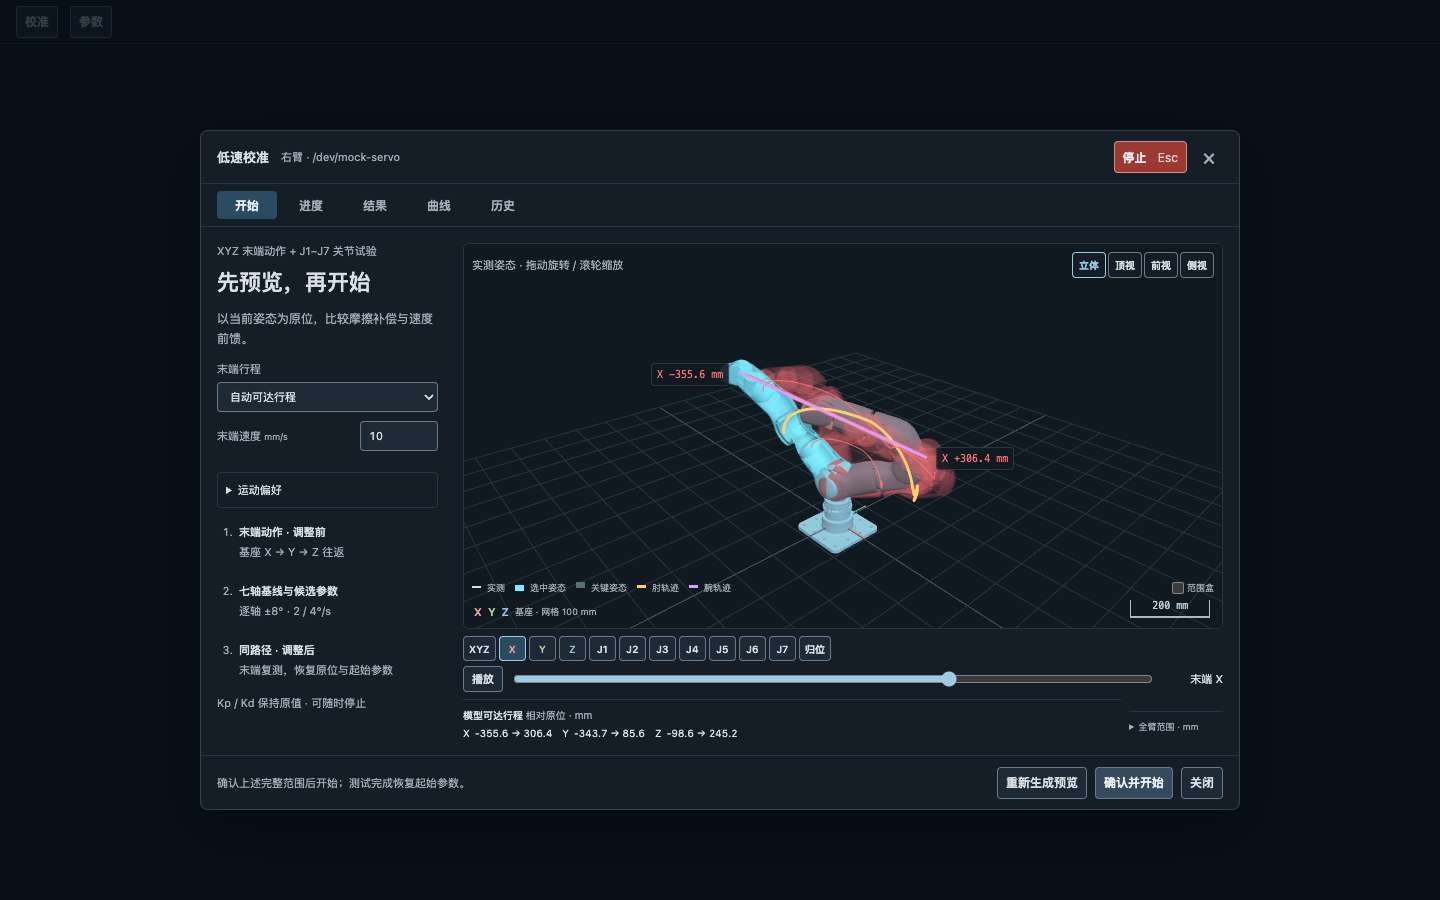 校准 参数
低速校准 右臂 · /dev/mock-servo 停止 Esc ×
开始 进度 结果 曲线 历史
XYZ 末端动作 + J1–J7 关节试验
先预览，再开始
以当前姿态为原位，比较摩擦补偿与速度
前馈。
末端行程
自动可达行程
末端速度 mm/s 10
运动偏好
1. 末端动作 · 调整前
基座 X → Y → Z 往返
2. 七轴基线与候选参数
逐轴 ±8° · 2 / 4°/s
3. 同路径 · 调整后
末端复测，恢复原位与起始参数
Kp / Kd 保持原值 · 可随时停止
实测姿态 · 拖动旋转 / 滚轮缩放
立体 顶视 前视 侧视
X −355.6 mm
X +306.4 mm
实测 选中姿态 关键姿态 肘轨迹 腕轨迹
范围盒
X Y Z 基座 · 网格 100 mm
200 mm
XYZ X Y Z J1 J2 J3 J4 J5 J6 J7 归位
播放 末端 X
模型可达行程 相对原位 · mm
X -355.6 → 306.4 Y -343.7 → 85.6 Z -98.6 → 245.2
全臂范围 · mm
确认上述完整范围后开始；测试完成恢复起始参数。
重新生成预览 确认并开始 关闭